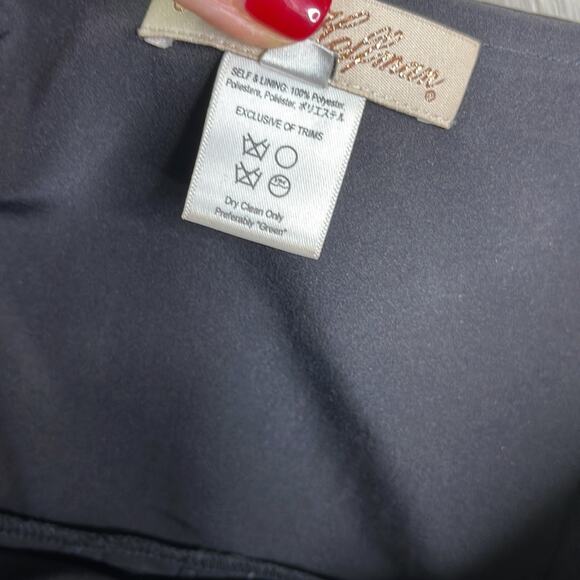 Hoffman
®
SELF & LINING: 100% Polyester,
Poliestere, Poliéster, ポリエステル
EXCLUSIVE OF TRIMS
Dry Clean Only
Preferably "Green"